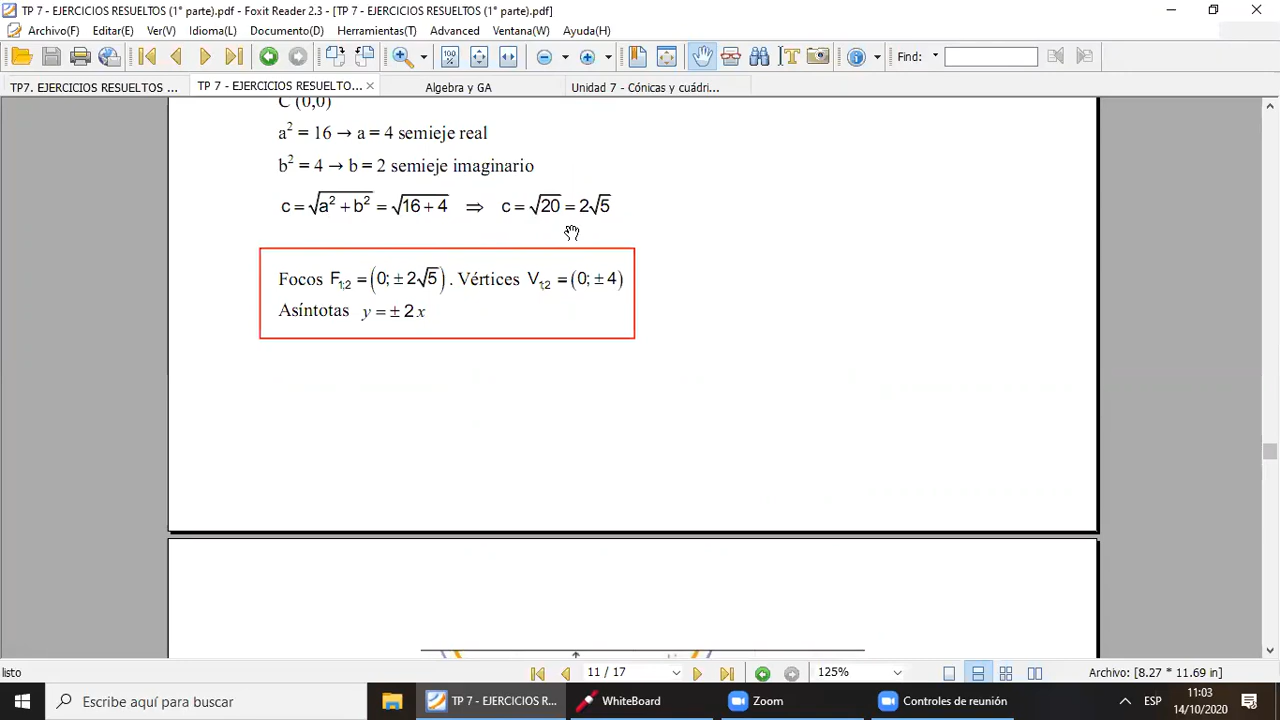 TP 7 - EJERCICIOS RESUELTOS (1° parte).pdf - Foxit Reader 2.3 - [TP 7 - EJERCICIOS RESUELTOS (1° parte).pdf]
Archivo(F) Editar(E) Ver(V) Idioma(L) Documento(D) Herramientas(T) Advanced Ventana(W) Ayuda(H)
Find:
TP7. EJERCICIOS RESUELTOS ... TP 7 - EJERCICIOS RESUELTO... Algebra y GA Unidad 7 - Cónicas y cuádri...
C (0,0)
a² = 16 → a = 4 semieje real
b² = 4 → b = 2 semieje imaginario
c = √(a² + b²) = √(16 + 4) ⇒ c = √20 = 2√5
Focos F₁;₂ = (0; ± 2√5). Vértices V₁;₂ = (0; ± 4)
Asíntotas y = ± 2 x
listo 11 / 17 125% Archivo: [8.27 * 11.69 in]
Escribe aquí para buscar TP 7 - EJERCICIOS R... WhiteBoard Zoom Controles de reunión ESP 11:03
14/10/2020